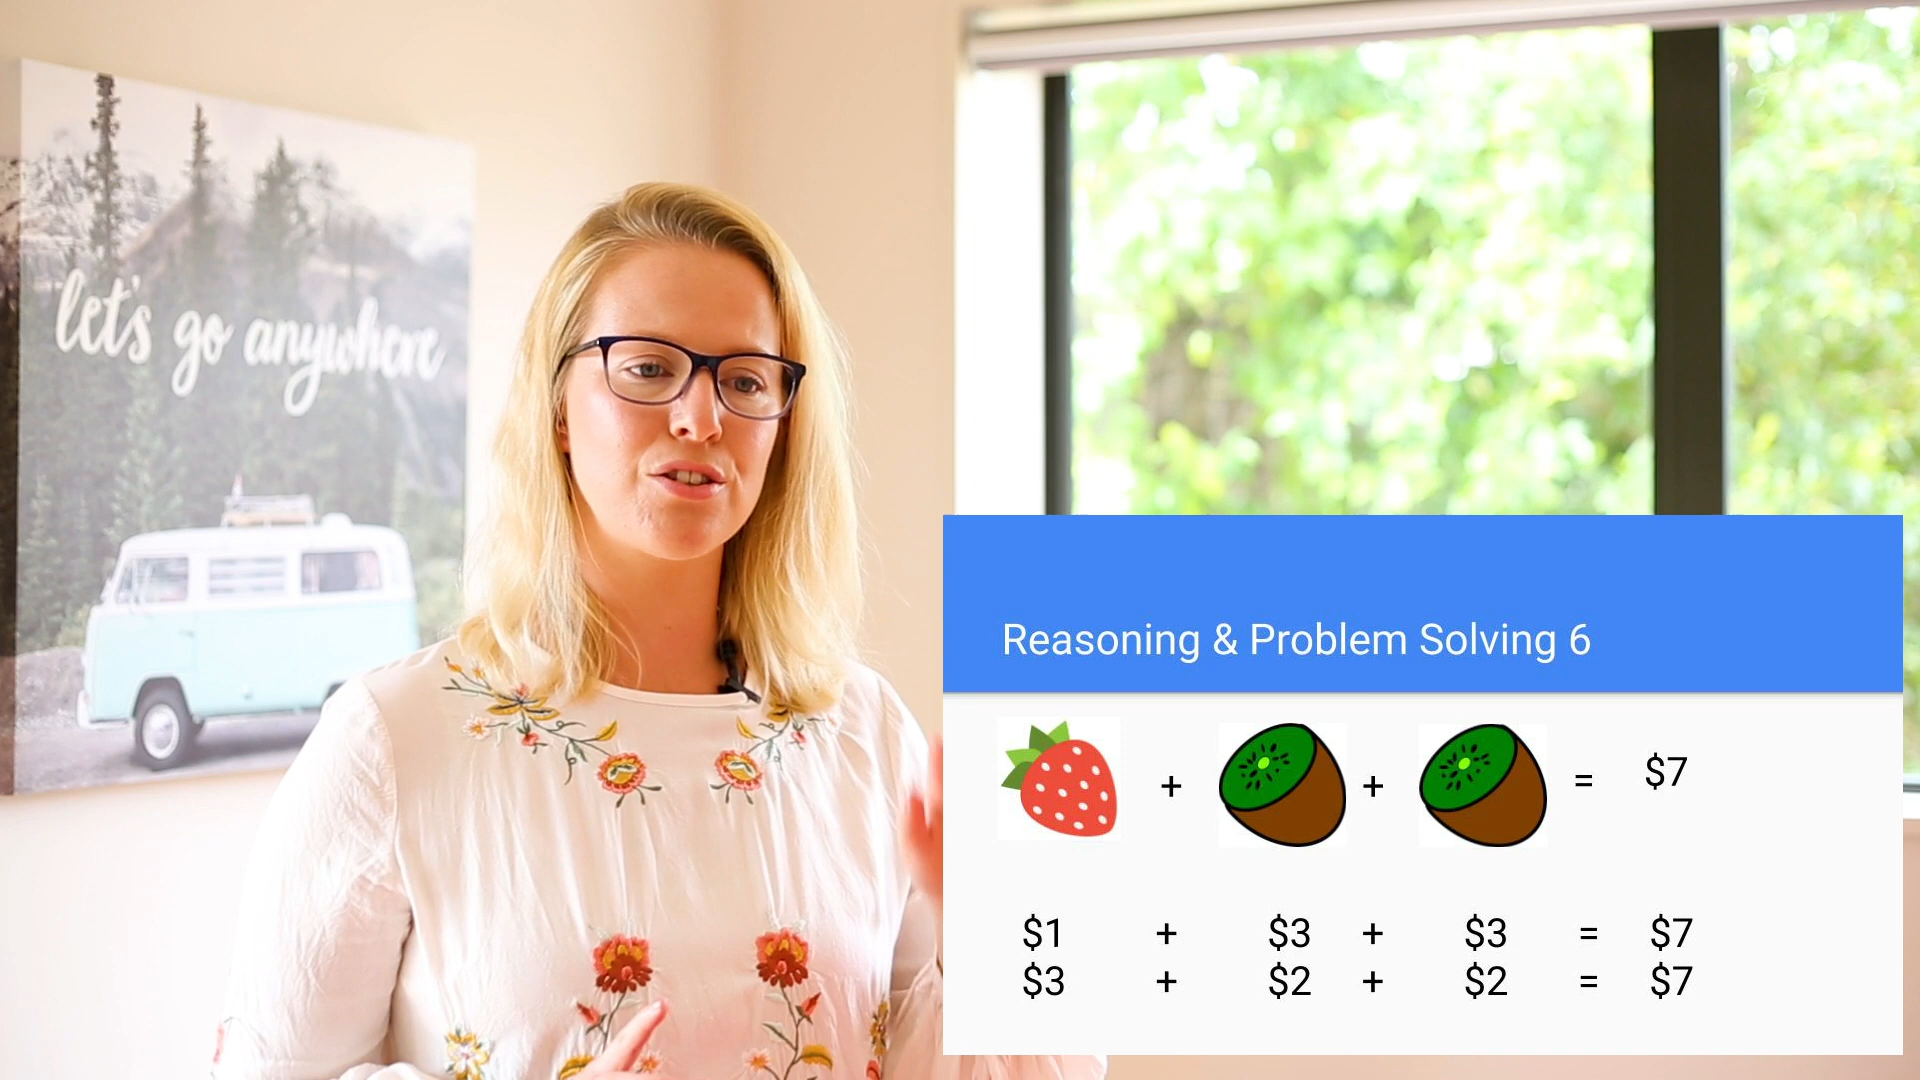 let's go anywhere
Reasoning & Problem Solving 6
+ + = $7
$1 + $3 + $3 = $7
$3 + $2 + $2 = $7